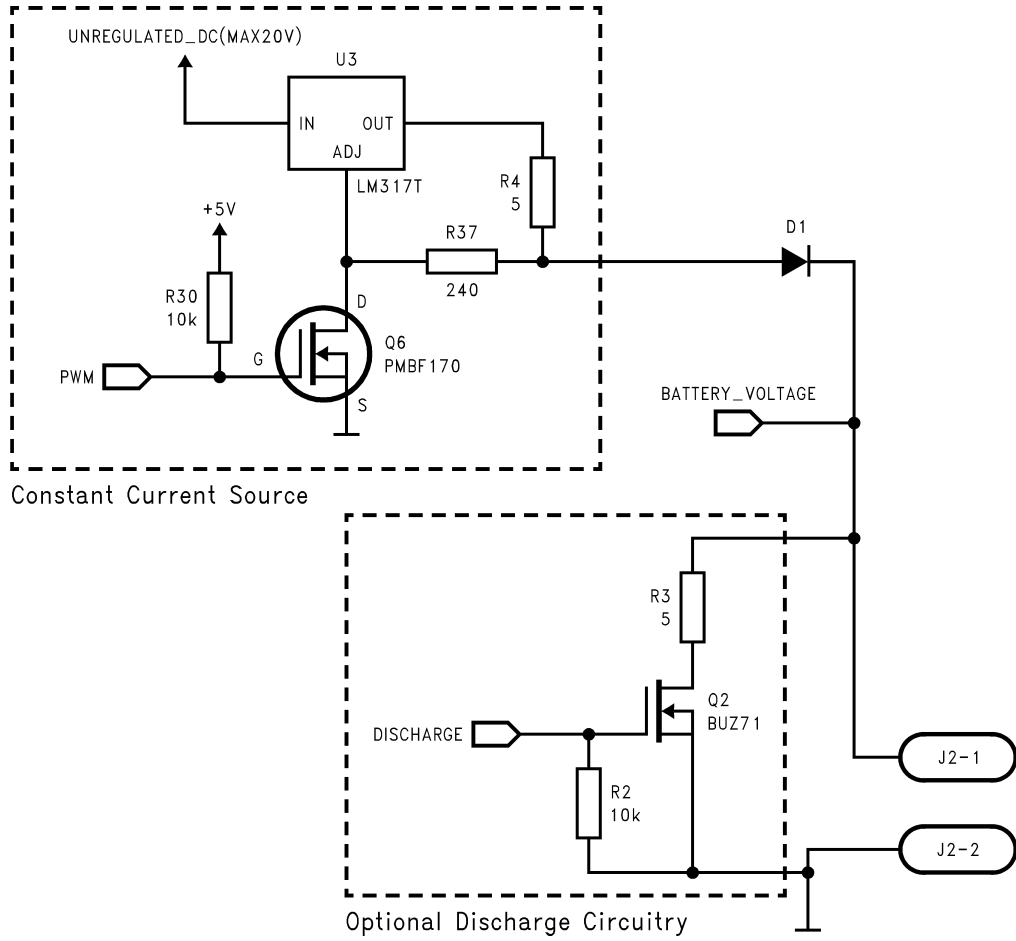 UNREGULATED_DC(MAX20V)
U3
IN
OUT
ADJ
LM317T
R4
5
+5V
R37
240
D1
R30
10k
D
Q6
PMBF170
G
PWM
S
BATTERY_VOLTAGE
Constant Current Source
R3
5
Q2
BUZ71
DISCHARGE
J2-1
R2
10k
J2-2
Optional Discharge Circuitry